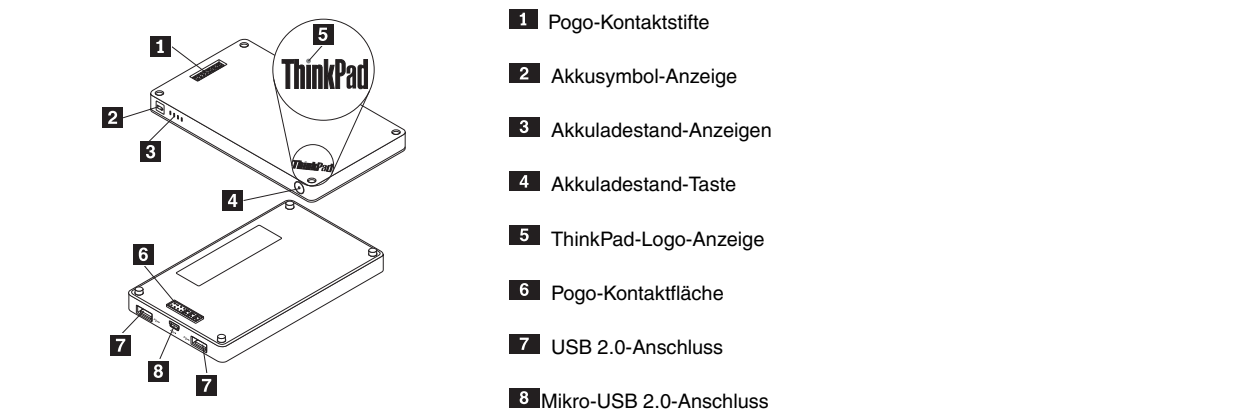 1 Pogo-Kontaktstifte
2 Akkusymbol-Anzeige
3 Akkuladestand-Anzeigen
4 Akkuladestand-Taste
5 ThinkPad-Logo-Anzeige
6 Pogo-Kontaktfläche
7 USB 2.0-Anschluss
8 Mikro-USB 2.0-Anschluss
5
1
ThinkPad
2
3
ThinkPad
4
6
7
8
7